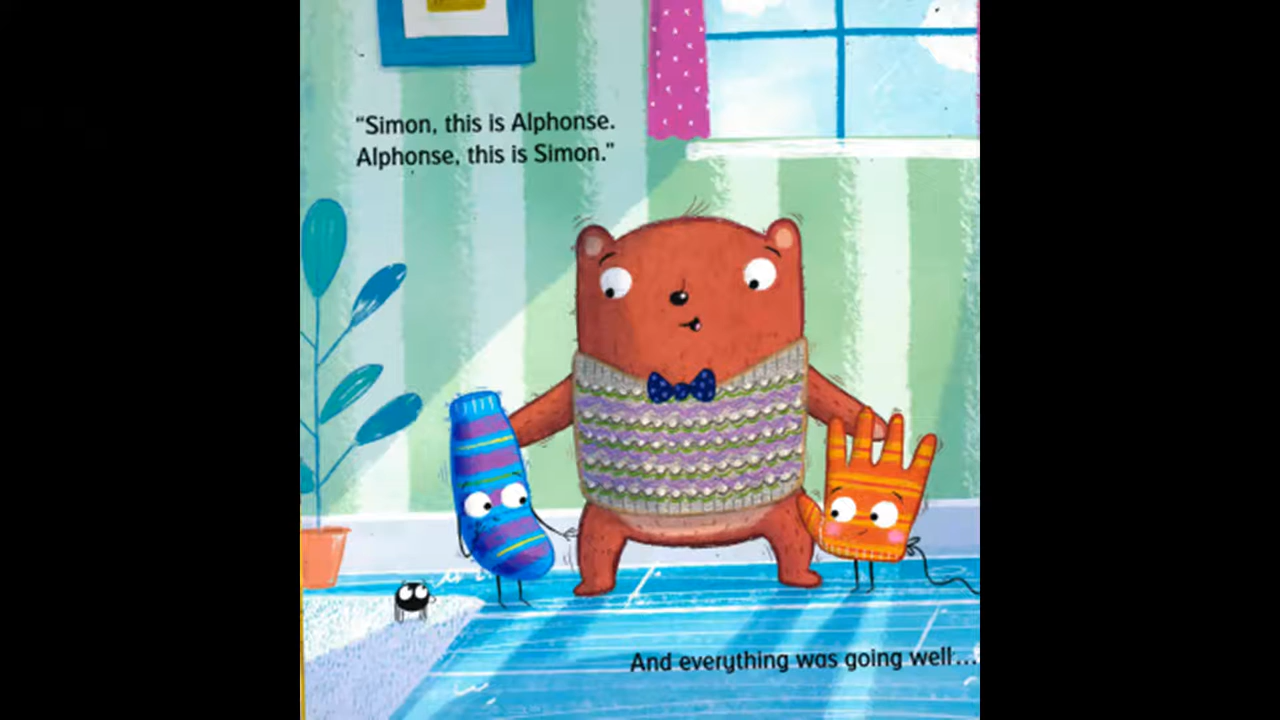 “Simon, this is Alphonse.
Alphonse, this is Simon.”
And everything was going well...